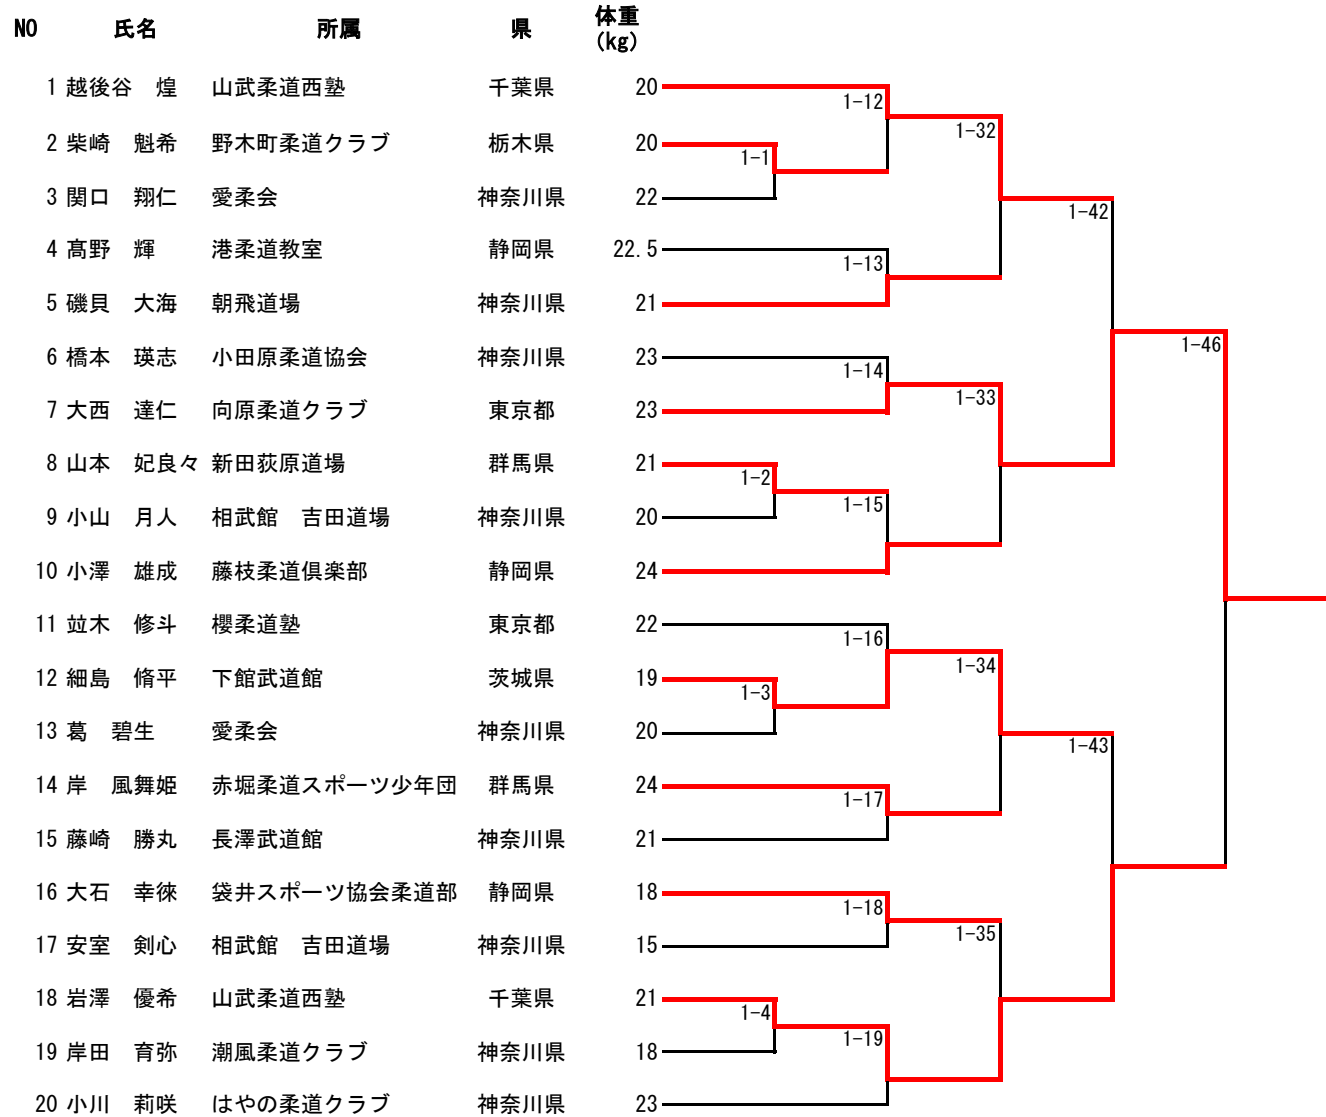 NO 氏名 所属 県 体重(kg)
1 越後谷 煌 山武柔道西塾 千葉県 20
1-12
2 柴崎 魁希 野木町柔道クラブ 栃木県 20
1-32
1-1
3 関口 翔仁 愛柔会 神奈川県 22
1-42
4 髙野 輝 港柔道教室 静岡県 22.5
1-13
5 磯貝 大海 朝飛道場 神奈川県 21
1-46
6 橋本 瑛志 小田原柔道協会 神奈川県 23
1-14
1-33
7 大西 達仁 向原柔道クラブ 東京都 23
8 山本 妃良々 新田荻原道場 群馬県 21
1-2
1-15
9 小山 月人 相武館 吉田道場 神奈川県 20
10 小澤 雄成 藤枝柔道倶楽部 静岡県 24
11 竝木 修斗 櫻柔道塾 東京都 22
1-16
1-34
12 細島 脩平 下館武道館 茨城県 19
1-3
13 葛 碧生 愛柔会 神奈川県 20
1-43
14 岸 風舞姫 赤堀柔道スポーツ少年団 群馬県 24
1-17
15 藤崎 勝丸 長澤武道館 神奈川県 21
16 大石 幸徠 袋井スポーツ協会柔道部 静岡県 18
1-18
1-35
17 安室 剣心 相武館 吉田道場 神奈川県 15
18 岩澤 優希 山武柔道西塾 千葉県 21
1-4
1-19
19 岸田 育弥 潮風柔道クラブ 神奈川県 18
20 小川 莉咲 はやの柔道クラブ 神奈川県 23